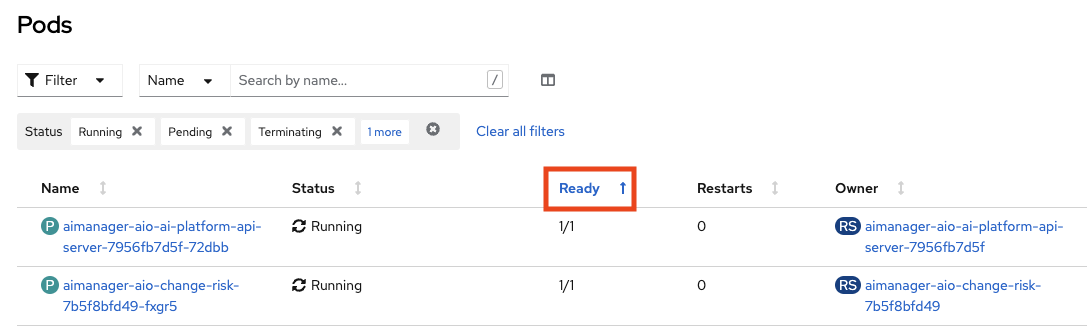 Pods
Filter
Name
Search by name...
/
Status
Running
Pending
Terminating
1 more
Clear all filters
Name Status Ready Restarts Owner
P aimanager-aio-ai-platform-api- Running 1/1 0 RS aimanager-aio-ai-platform-api-
server-7956fb7d5f-72dbb server-7956fb7d5f
P aimanager-aio-change-risk- Running 1/1 0 RS aimanager-aio-change-risk-
7b5f8bfd49-fxgr5 7b5f8bfd49